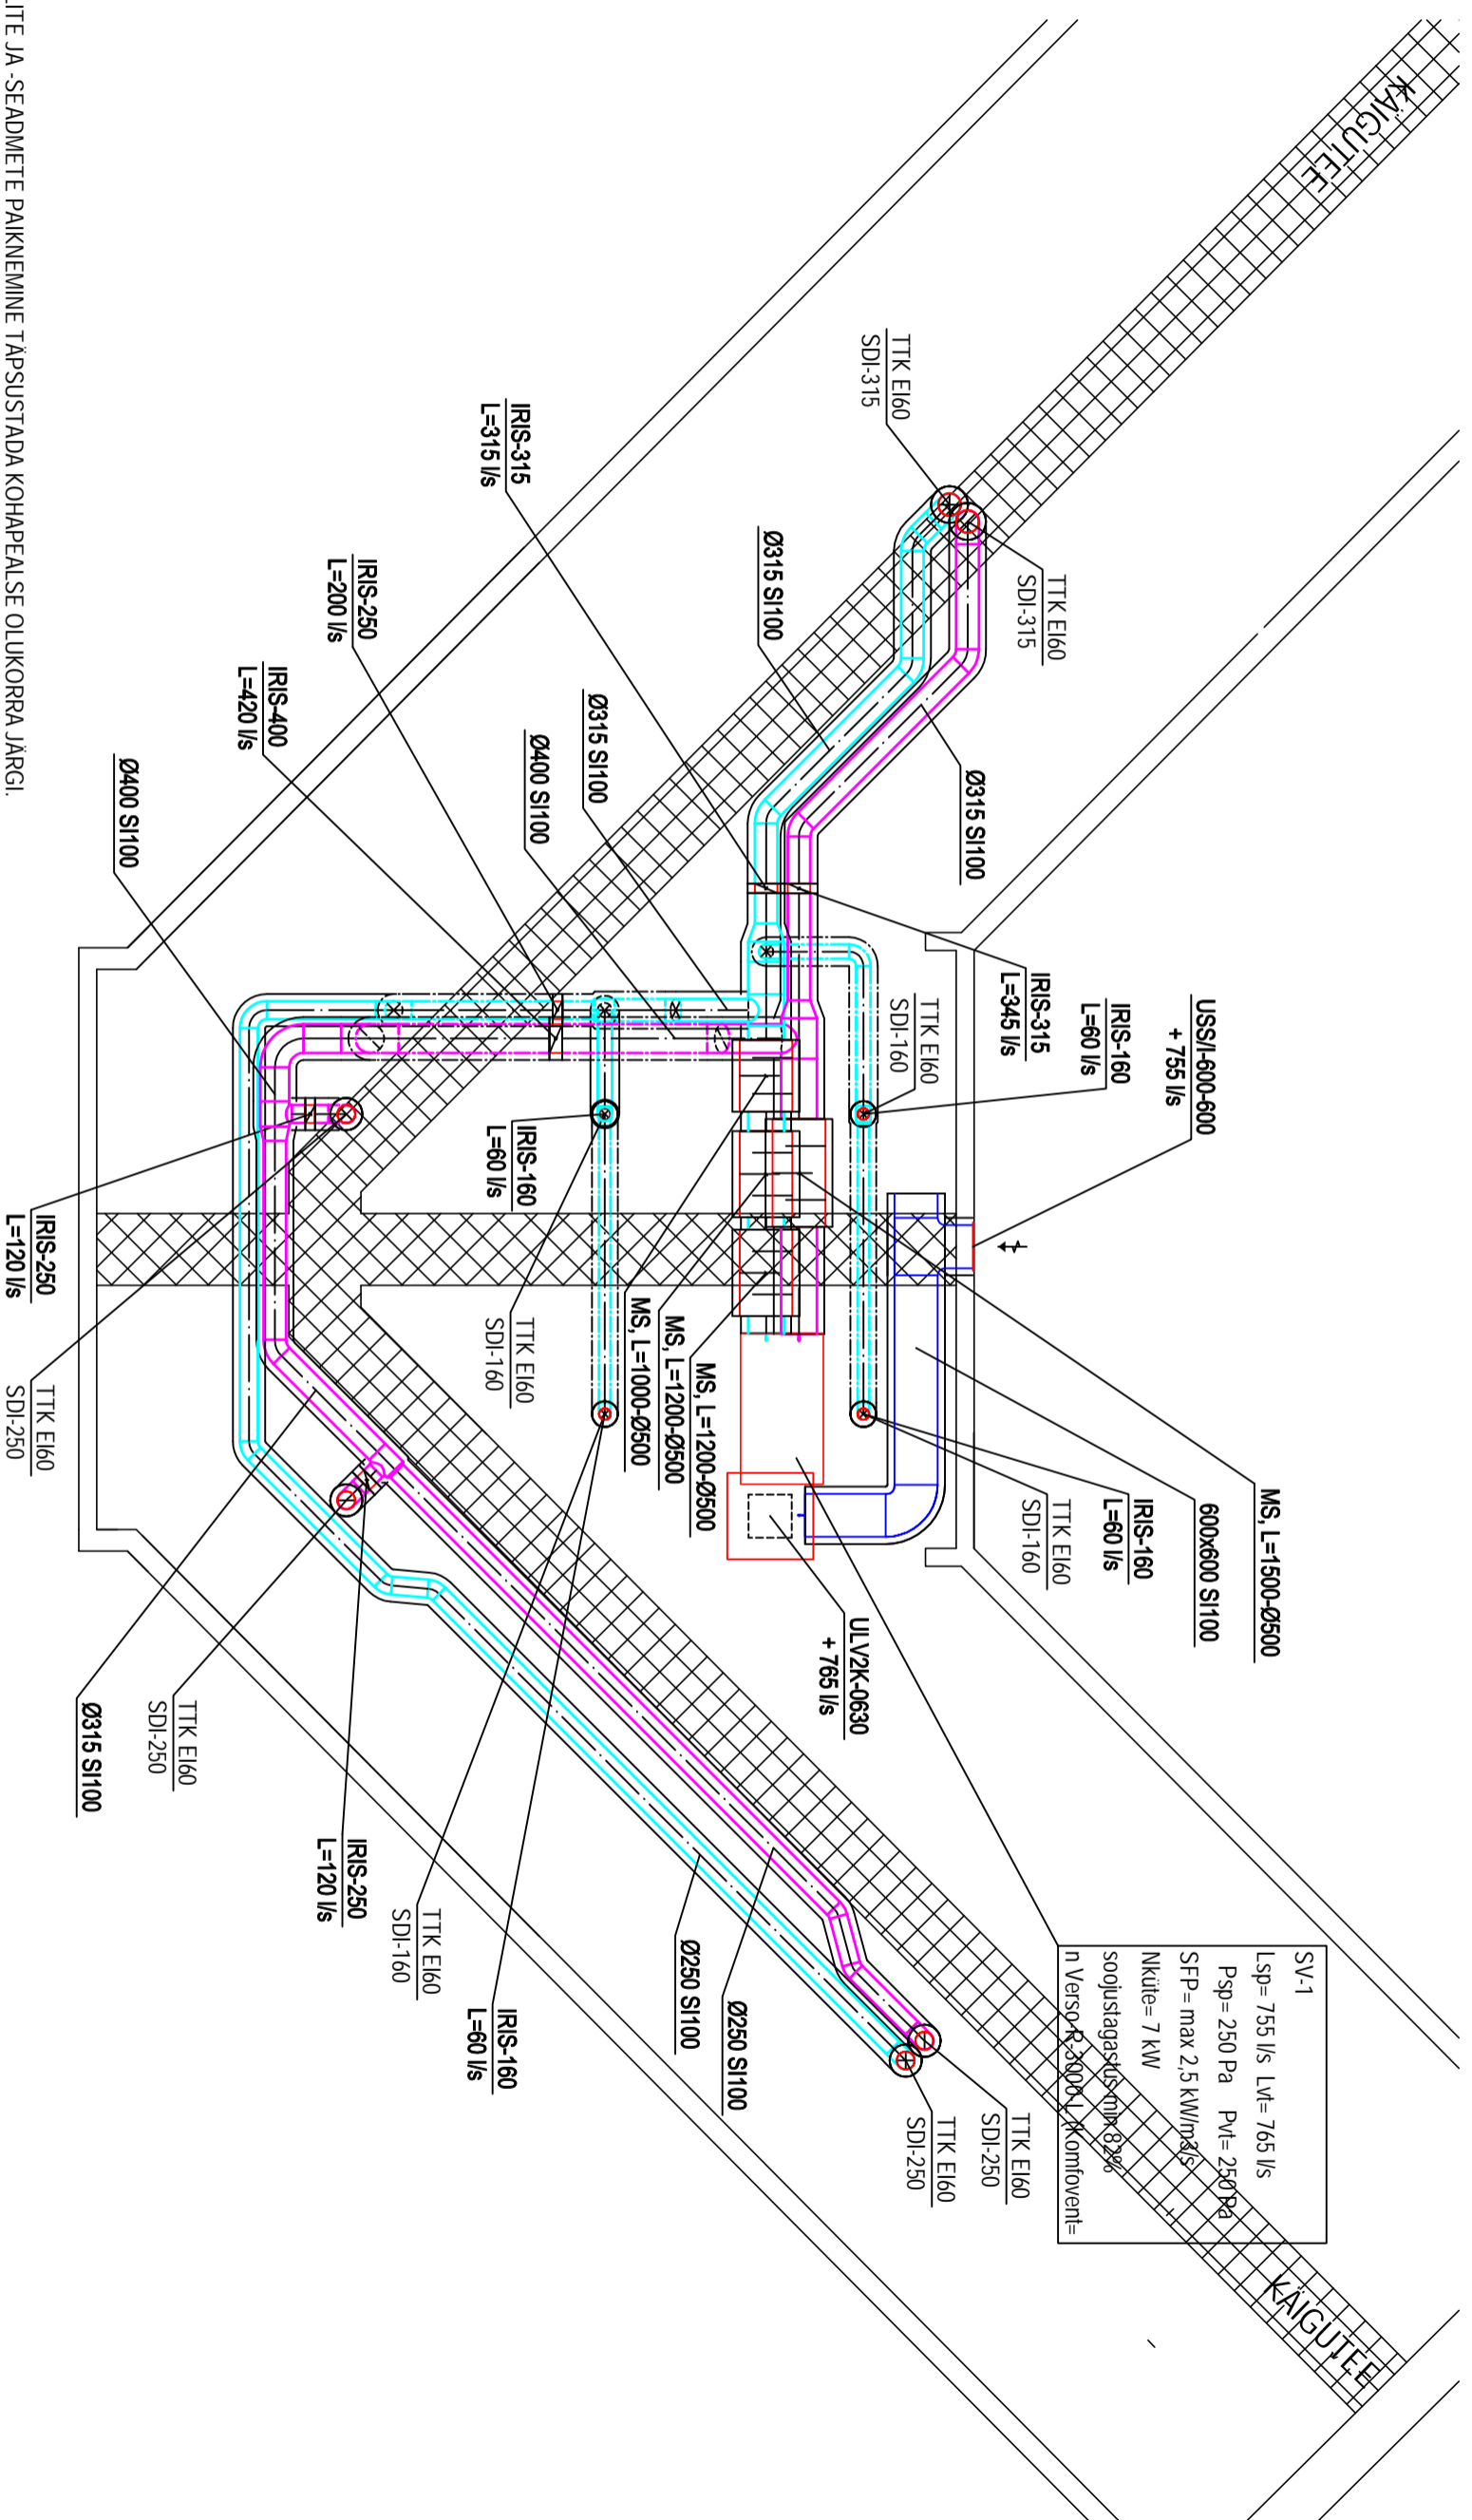 KÄIGUTEE
TTK EI60
SDI-315
TTK EI60
SDI-315
IRIS-315
L=315 l/s
Ø315 SI100
Ø315 SI100
IRIS-250
L=200 l/s
IRIS-400
L=420 l/s
Ø315 SI100
Ø400 SI100
Ø400 SI100
IRIS-315
L=345 l/s
TTK EI60
SDI-160
IRIS-160
L=60 l/s
USS/I-600-600
+ 755 l/s
IRIS-160
L=60 l/s
TTK EI60
SDI-160
MS, L=1000-Ø500
MS, L=1200-Ø500
MS, L=1200-Ø500
MS, L=1500-Ø500
600x600 SI100
IRIS-160
L=60 l/s
TTK EI60
SDI-160
ULV2K-0630
+ 765 l/s
IRIS-250
L=120 l/s
TTK EI60
SDI-250
Ø315 SI100
TTK EI60
SDI-250
IRIS-250
L=120 l/s
TTK EI60
SDI-160
IRIS-160
L=60 l/s
Ø250 SI100
Ø250 SI100
TTK EI60
SDI-250
TTK EI60
SDI-250
SV-1
Lsp= 755 l/s Lvt= 765 l/s
Psp= 250 Pa Pvt= 250 Pa
SFP= max 2,5 kW/m3/s
Nküte= 7 kW
soojustagastus min 82%
n Verso-R-3000-L (Komfovent=
KÄIGUTEE
JA -SEADMETE PAIKNEMINE TÄPSUSTADA KOHAPEALSE OLUKORRA JÄRGI.